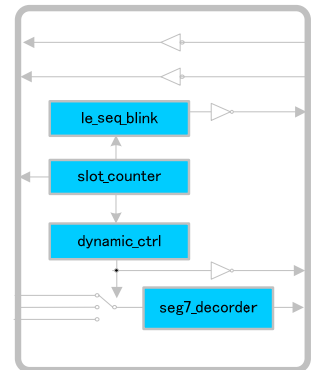 le_seq_blink
slot_counter
dynamic_ctrl
seg7_decorder